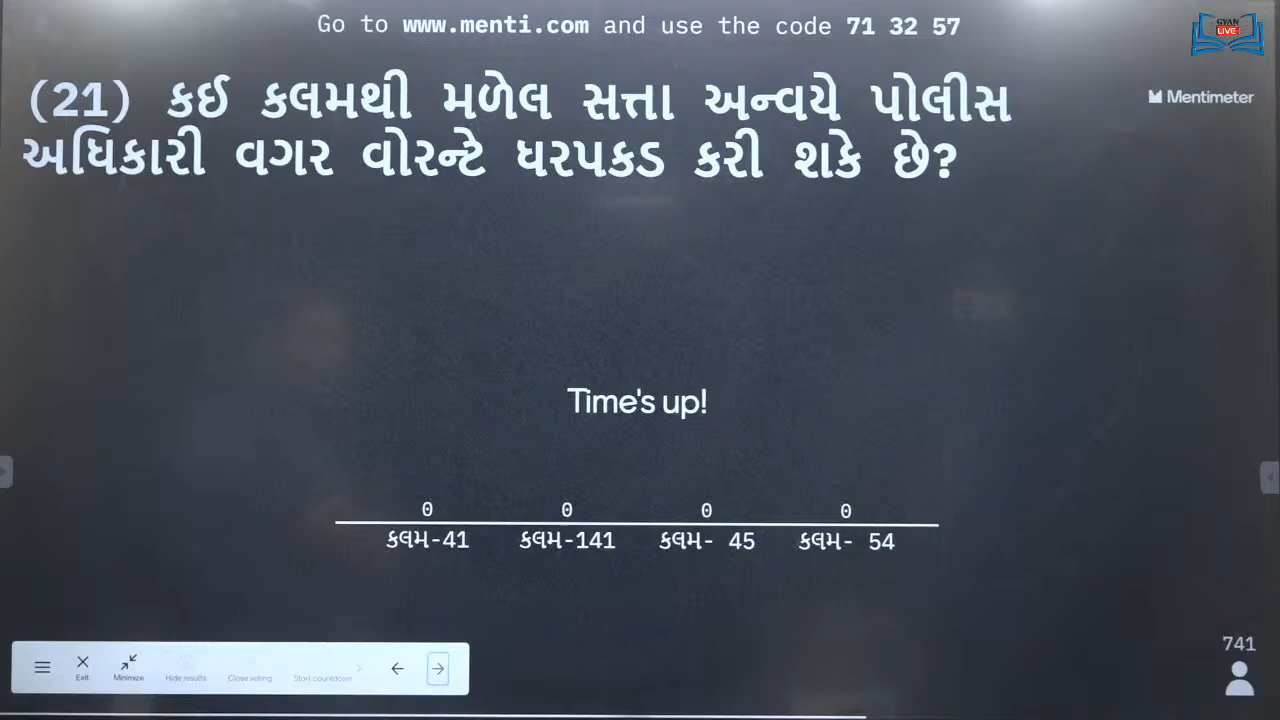 Go to www.menti.com and use the code 71 32 57
GYAN
LIVE
(21) કઈ કલમથી મળેલ સત્તા અન્વયે પોલીસ
Mentimeter
અધિકારી વગર વોરન્ટે ધરપકડ કરી શકે છે?
Time's up!
0 0 0 0
કલમ-41 કલમ-141 કલમ- 45 કલમ- 54
741
Exit Minimize Hide results Close voting Start countdown